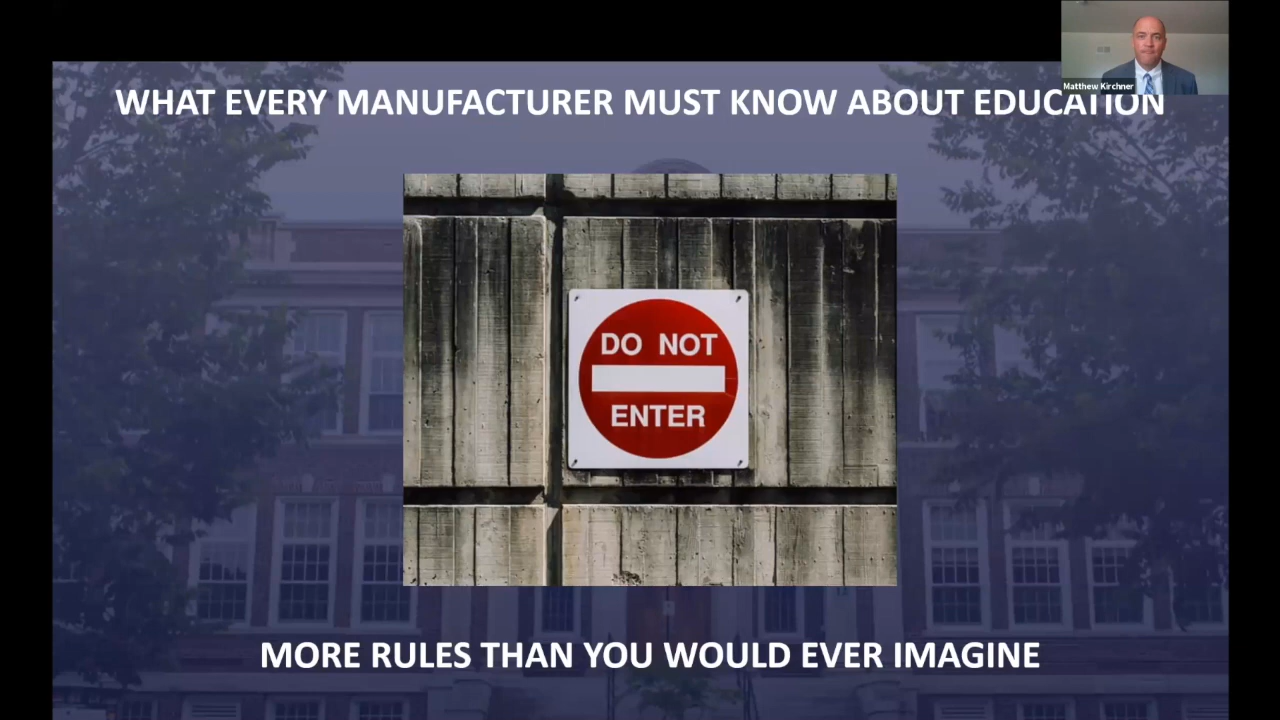 Matthew Kirchner
WHAT EVERY MANUFACTURER MUST KNOW ABOUT EDUCATION
DO NOT
ENTER
MORE RULES THAN YOU WOULD EVER IMAGINE